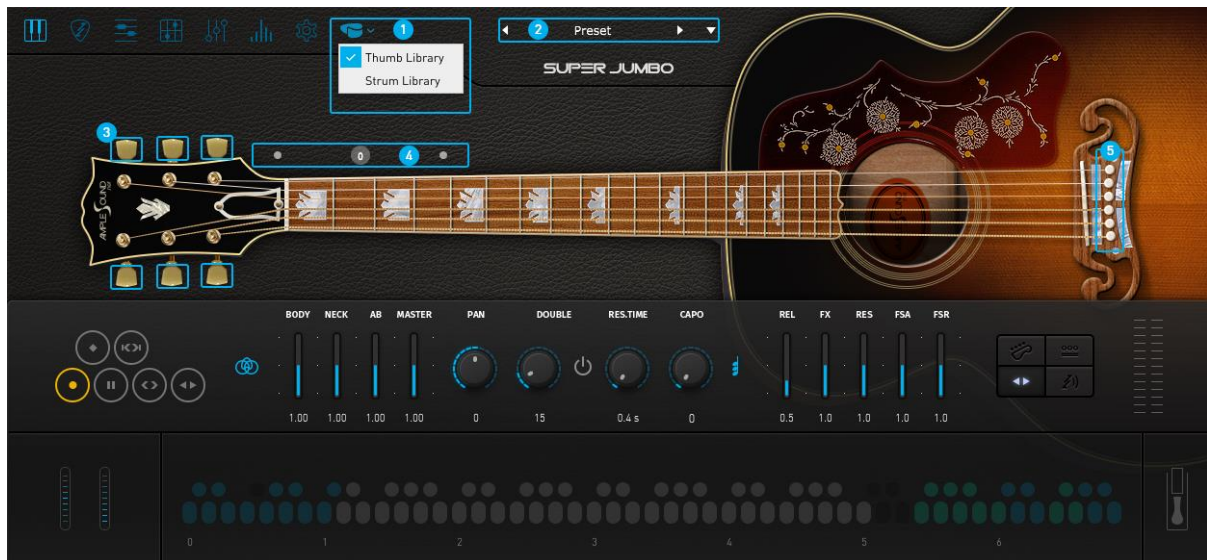 1
2
Preset
Thumb Library
Strum Library
SUPER JUMBO
3
0
4
5
AMPLE SOUND
BODY NECK AB MASTER PAN DOUBLE RES.TIME CAPO REL FX RES FSA FSR
1.00 1.00 1.00 1.00 0 15 0.4 s 0 0.5 1.0 1.0 1.0 1.0
0 1 2 3 4 5 6